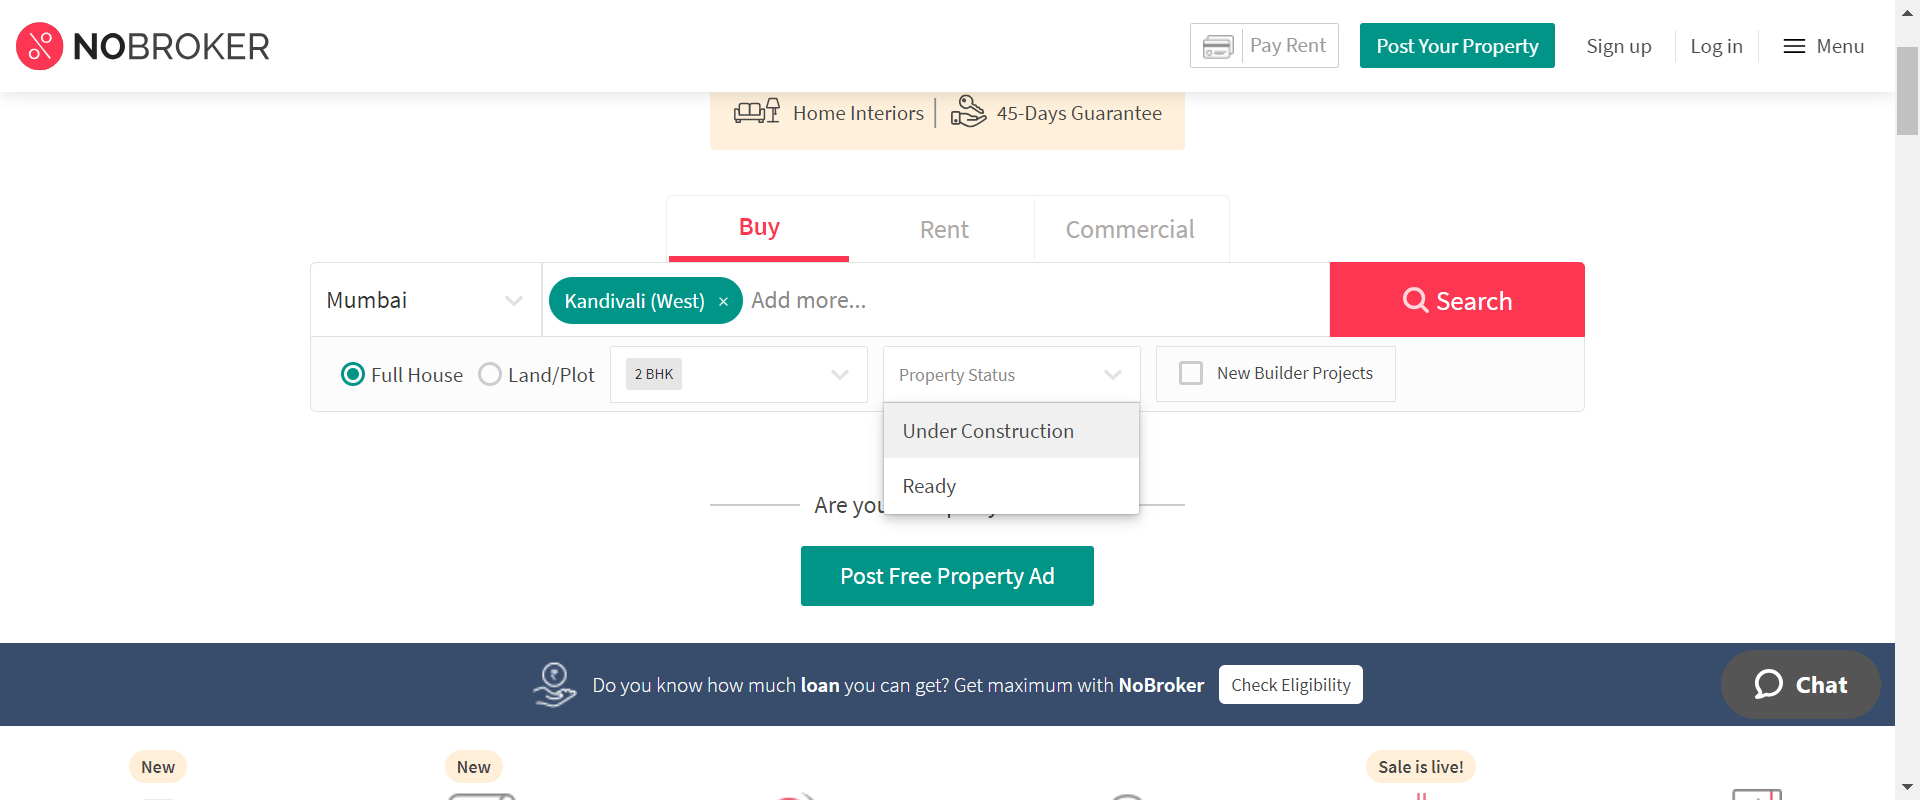 NOBROKER
Pay Rent
Post Your Property
Sign up
Log in
Menu
Home Interiors
45-Days Guarantee
Buy
Rent
Commercial
Mumbai
Kandivali (West) ×
Add more...
Search
Full House
Land/Plot
2 BHK
Property Status
New Builder Projects
Under Construction
Ready
Are you
Post Free Property Ad
Do you know how much loan you can get? Get maximum with NoBroker
Check Eligibility
Chat
New
New
Sale is live!